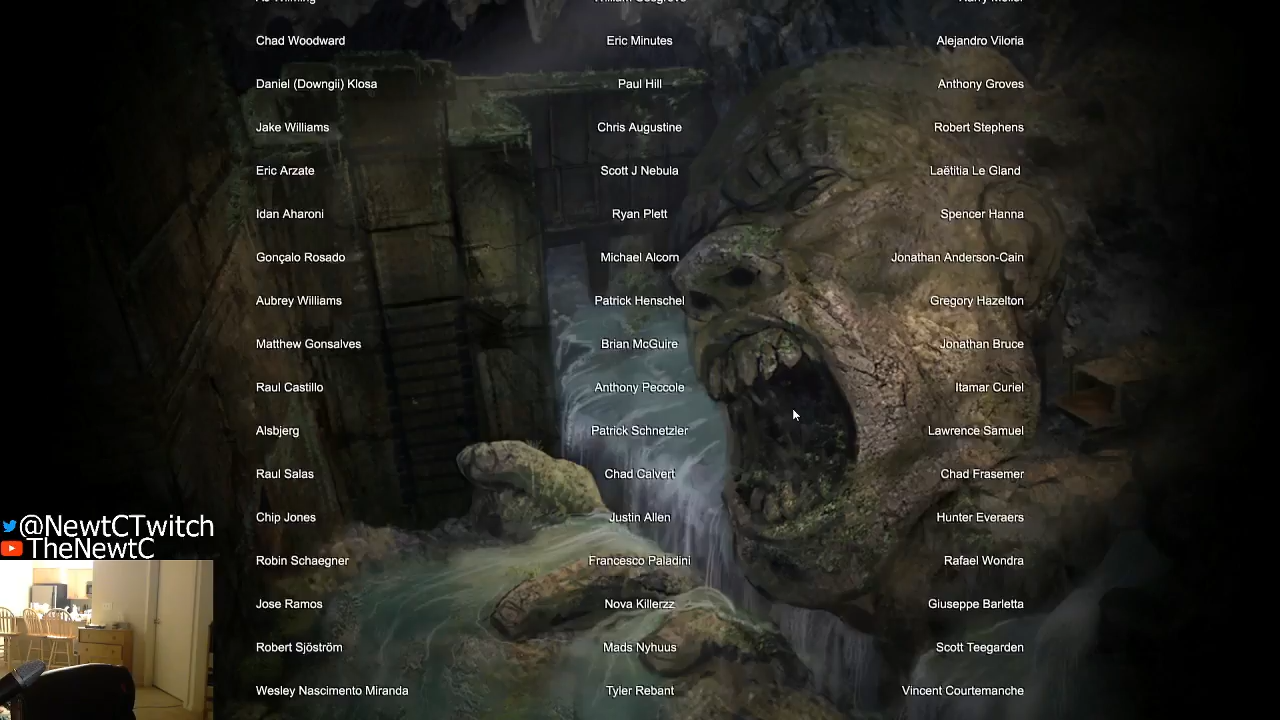 Chad Woodward Eric Minutes Alejandro Viloria
Daniel (Downgii) Klosa Paul Hill Anthony Groves
Jake Williams Chris Augustine Robert Stephens
Eric Arzate Scott J Nebula Laëtitia Le Gland
Idan Aharoni Ryan Plett Spencer Hanna
Gonçalo Rosado Michael Alcorn Jonathan Anderson-Cain
Aubrey Williams Patrick Henschel Gregory Hazelton
Matthew Gonsalves Brian McGuire Jonathan Bruce
Raul Castillo Anthony Peccole Itamar Curiel
Alsbjerg Patrick Schnetzler Lawrence Samuel
Raul Salas Chad Calvert Chad Frasemer
Chip Jones Justin Allen Hunter Everaers
Robin Schaegner Francesco Paladini Rafael Wondra
Jose Ramos Nova Killerzz Giuseppe Barletta
Robert Sjöström Mads Nyhuus Scott Teegarden
Wesley Nascimento Miranda Tyler Rebant Vincent Courtemanche
@NewtCTwitch
TheNewtC